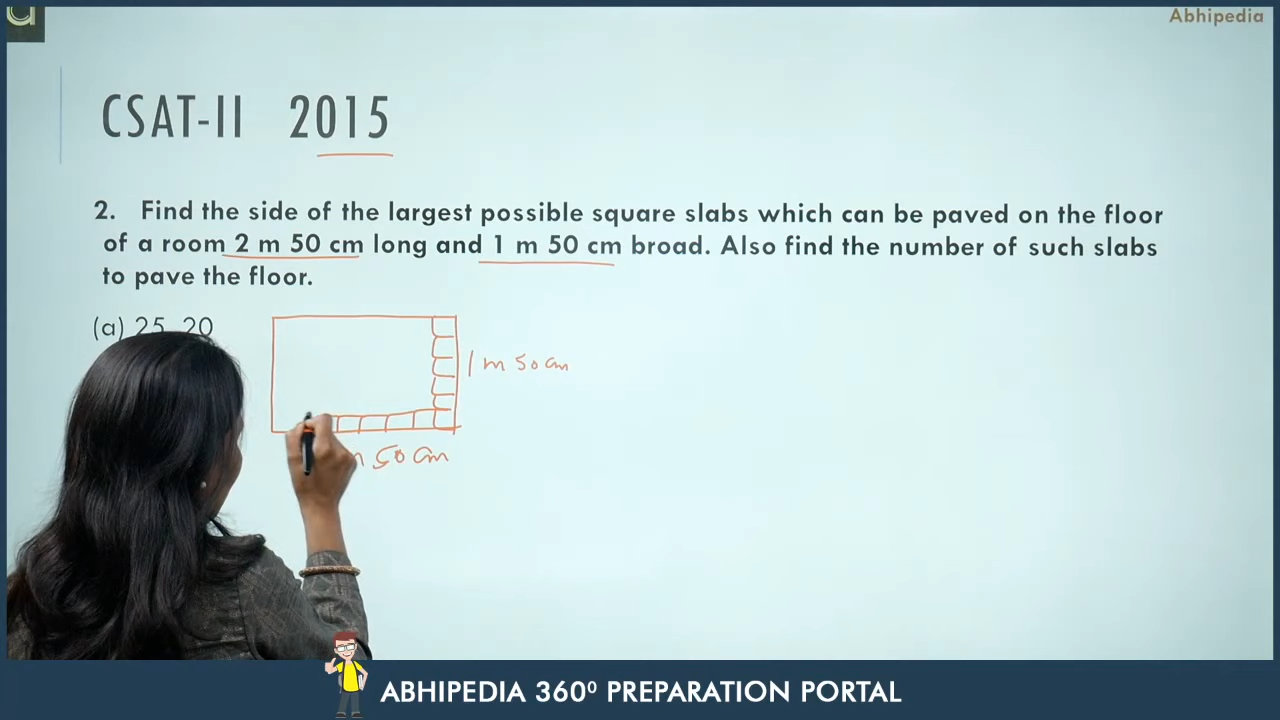 Abhipedia
CSAT-II 2015
2. Find the side of the largest possible square slabs which can be paved on the floor
of a room 2 m 50 cm long and 1 m 50 cm broad. Also find the number of such slabs
to pave the floor.
(a) 25, 20
1 m 50 cm
m 50 cm
ABHIPEDIA 360⁰ PREPARATION PORTAL